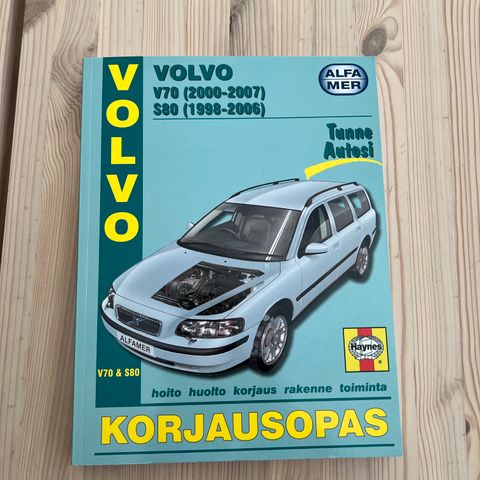 VOLVO
VOLVO
V70 (2000-2007)
S80 (1998-2006)
ALFA
MER
Tunne
Autosi
ALFAMER
Haynes
®
V70 & S80
hoito huolto korjaus rakenne toiminta
KORJAUSOPAS